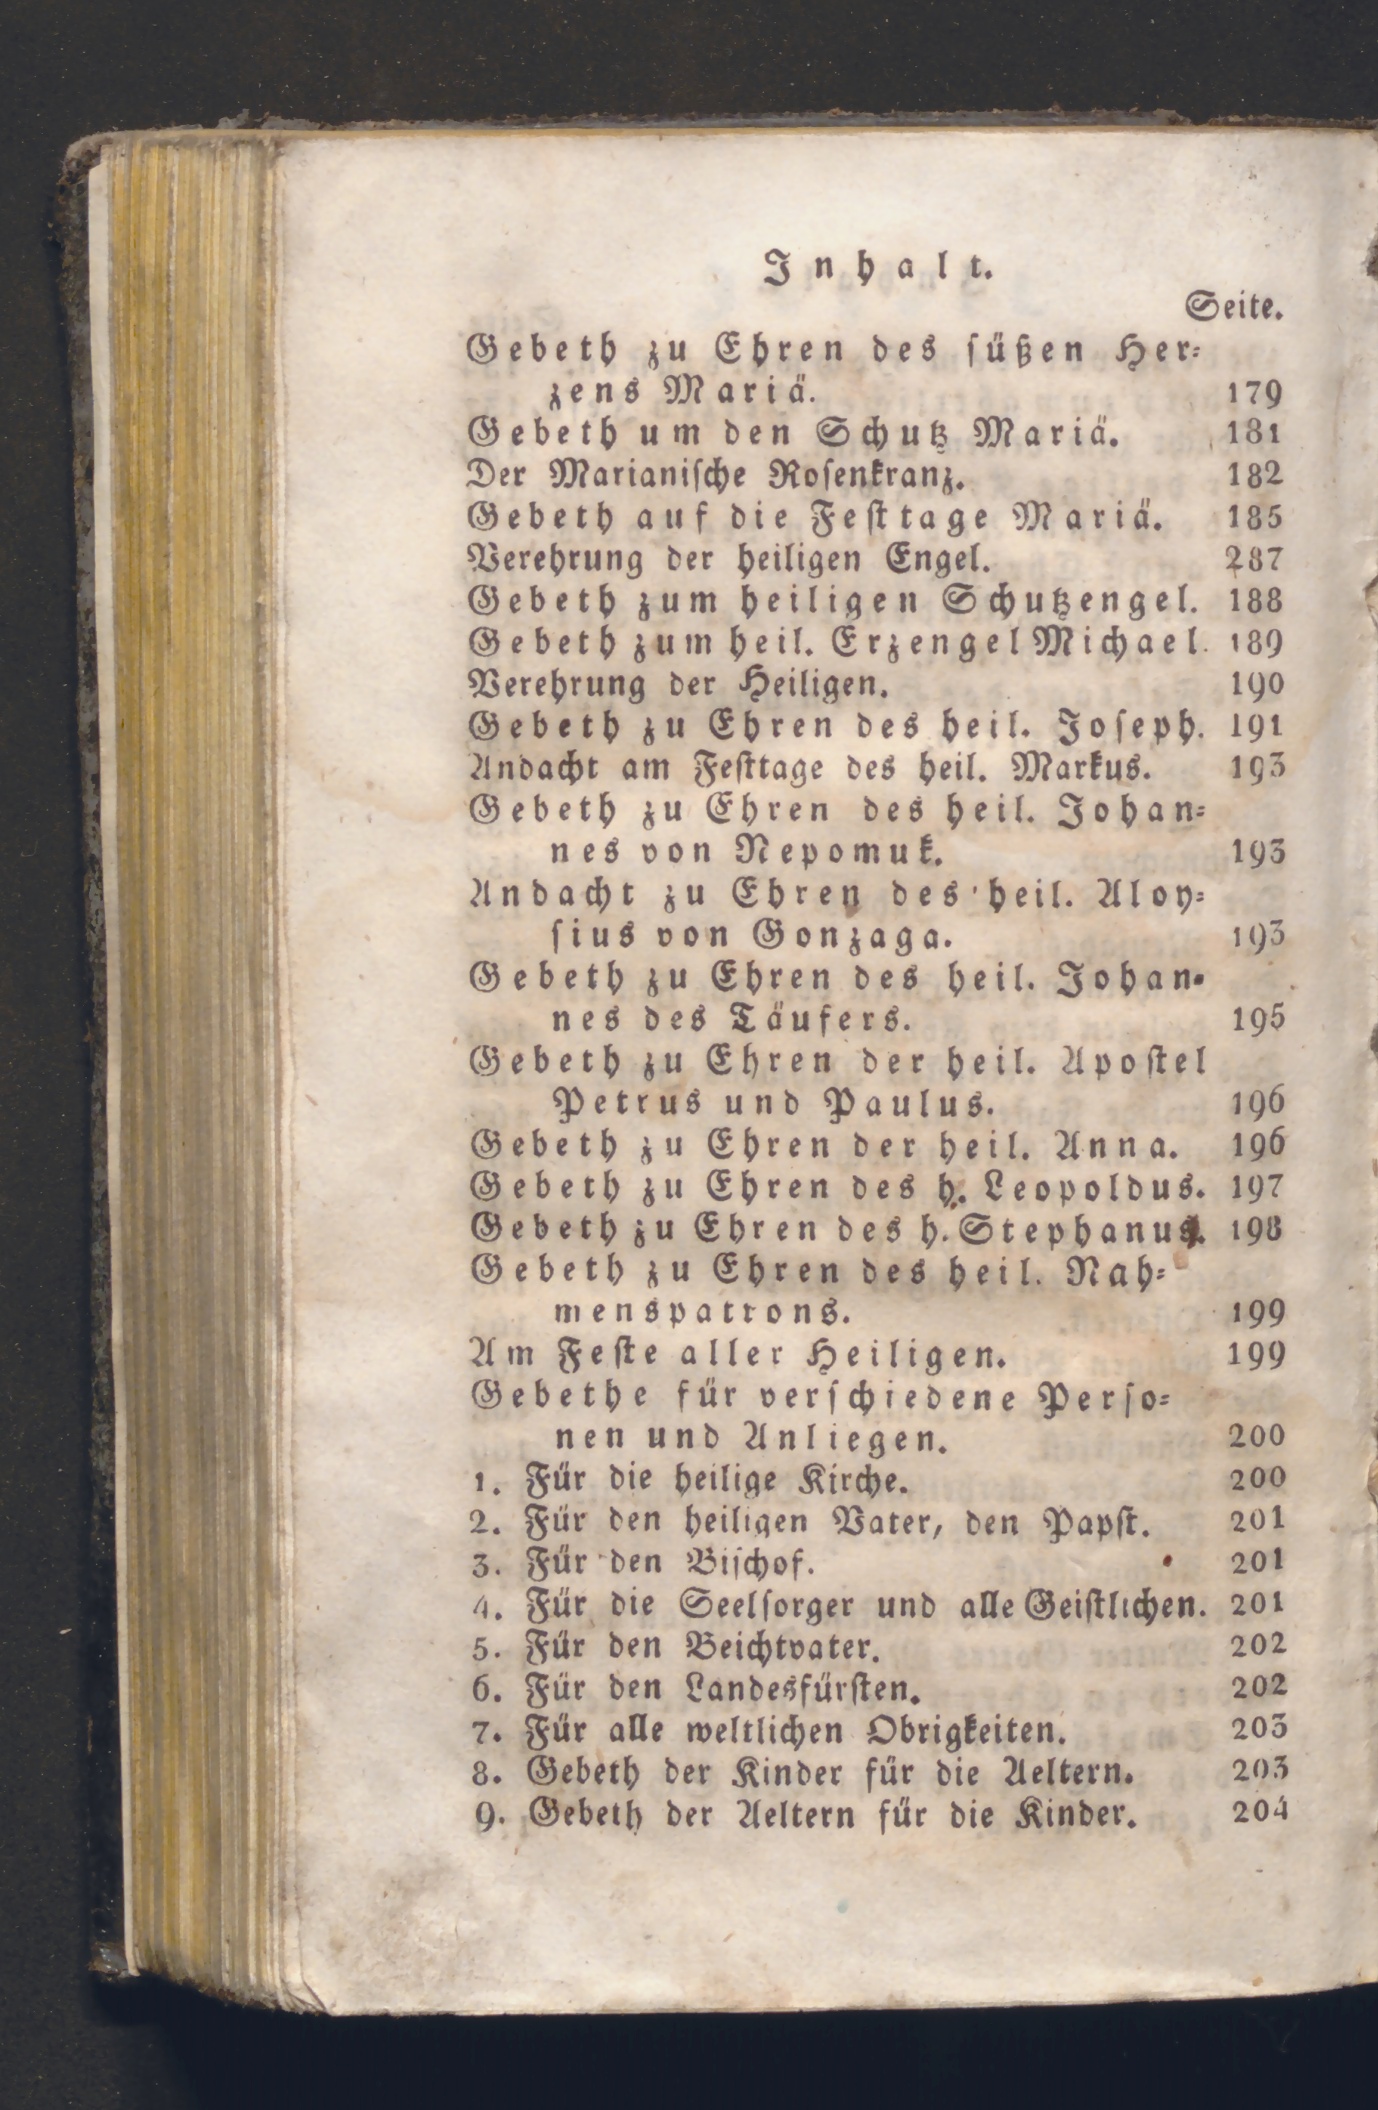 Inhalt.
Seite.
Gebeth zu Ehren des süßen Her-
zens Mariä. 179
Gebeth um den Schutz Mariä. 181
Der Marianische Rosenkranz. 182
Gebeth auf die Festtage Mariä. 185
Verehrung der heiligen Engel. 287
Gebeth zum heiligen Schutzengel. 188
Gebeth zum heil. Erzengel Michael. 189
Verehrung der Heiligen. 190
Gebeth zu Ehren des heil. Joseph. 191
Andacht am Festtage des heil. Markus. 193
Gebeth zu Ehren des heil. Johan-
nes von Nepomuk. 193
Andacht zu Ehren des heil. Aloy-
sius von Gonzaga. 193
Gebeth zu Ehren des heil. Johan-
nes des Täufers. 195
Gebeth zu Ehren der heil. Apostel
Petrus und Paulus. 196
Gebeth zu Ehren der heil. Anna. 196
Gebeth zu Ehren des h. Leopoldus. 197
Gebeth zu Ehren des h. Stephanus. 198
Gebeth zu Ehren des heil. Nah-
menspatrons. 199
Am Feste aller Heiligen. 199
Gebethe für verschiedene Perso-
nen und Anliegen. 200
1. Für die heilige Kirche. 200
2. Für den heiligen Vater, den Papst. 201
3. Für den Bischof. 201
4. Für die Seelsorger und alle Geistlichen. 201
5. Für den Beichtvater. 202
6. Für den Landesfürsten. 202
7. Für alle weltlichen Obrigkeiten. 203
8. Gebeth der Kinder für die Aeltern. 203
9. Gebeth der Aeltern für die Kinder. 204